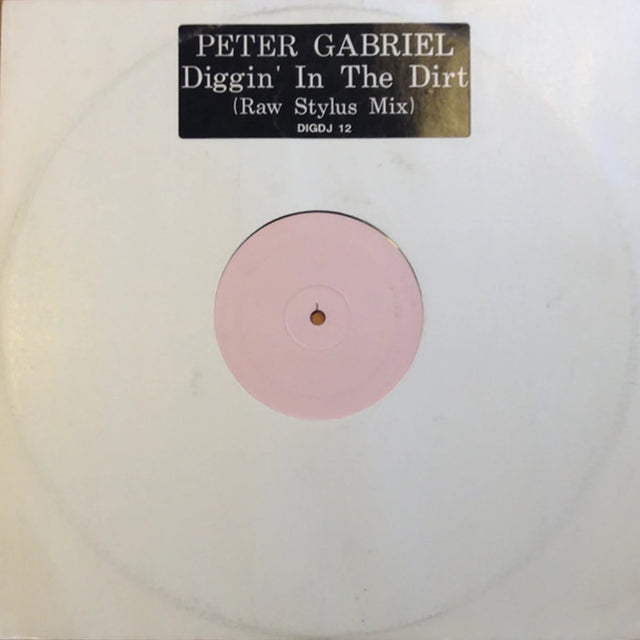 PETER GABRIEL
Diggin' In The Dirt
(Raw Stylus Mix)
DIGDJ 12